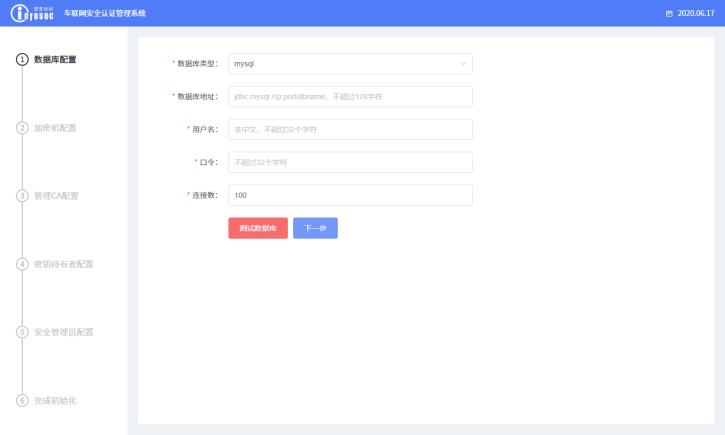 信安世纪
infosec
车联网安全认证管理系统
2020.06.17
1 数据库配置
2 加密机配置
3 管理CA配置
4 密钥持有者配置
5 安全管理员配置
6 完成初始化
* 数据库类型： mysql
* 数据库地址： jdbc:mysql://ip:port/dbname，不超过128字符
* 用户名： 非中文，不超过32个字符
* 口令： 不超过32个字符
* 连接数： 100
测试数据库 下一步